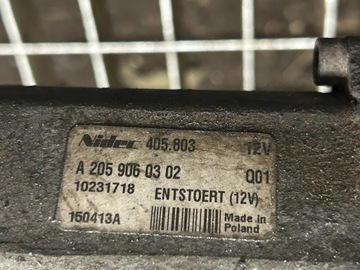 Nidec 405.803 12V
A 205 906 03 02 Q01
10231718 ENTSTOERT (12V)
150413A Made in
Poland